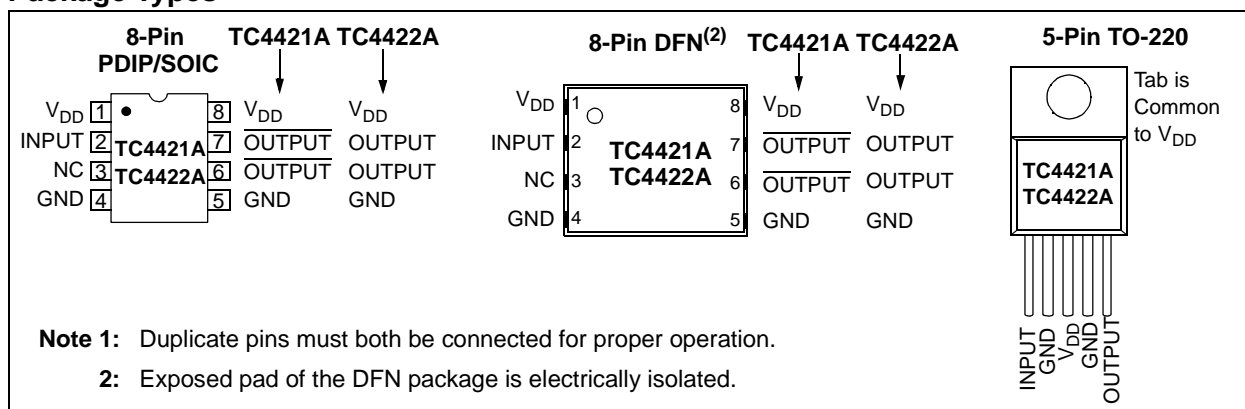 Package Types
8-Pin PDIP/SOIC
TC4421A TC4422A
VDD 1 8 VDD VDD
INPUT 2 TC4421A 7 OUTPUT OUTPUT
NC 3 TC4422A 6 OUTPUT OUTPUT
GND 4 5 GND GND
8-Pin DFN(2)
TC4421A TC4422A
VDD 1 8 VDD VDD
INPUT 2 TC4421A 7 OUTPUT OUTPUT
NC 3 TC4422A 6 OUTPUT OUTPUT
GND 4 5 GND GND
5-Pin TO-220
Tab is
Common
to VDD
TC4421A
TC4422A
INPUT
GND
VDD
GND
OUTPUT
Note 1: Duplicate pins must both be connected for proper operation.
2: Exposed pad of the DFN package is electrically isolated.